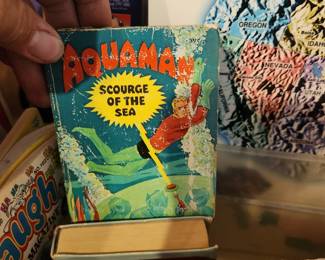 AQUAMAN
SCOURGE
OF THE
SEA
OREGON
IDAHO
NEVADA